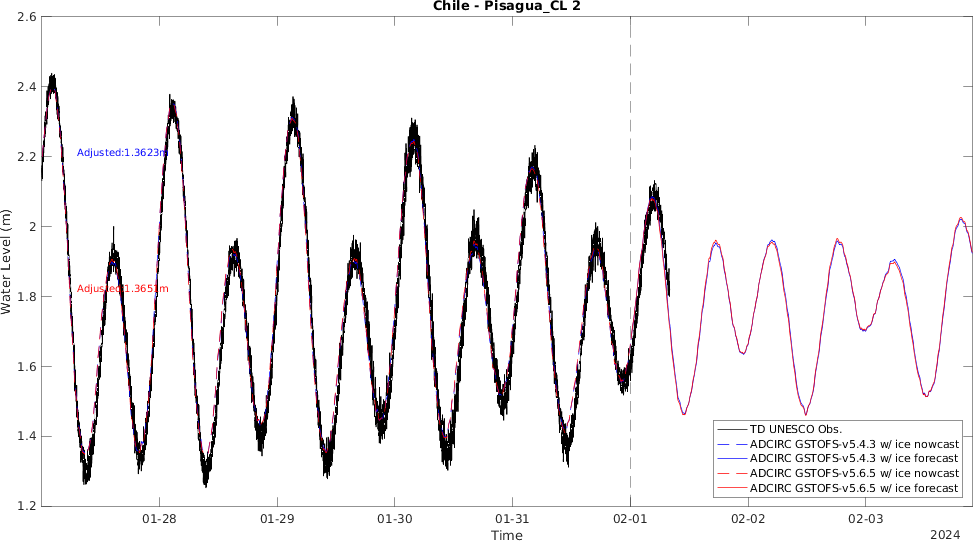 Chile - Pisagua_CL 2
2.6
2.4
2.2
2
1.8
1.6
1.4
1.2
Water Level (m)
Adjusted:1.3623m
Adjusted:1.3651m
TD UNESCO Obs.
ADCIRC GSTOFS-v5.4.3 w/ ice nowcast
ADCIRC GSTOFS-v5.4.3 w/ ice forecast
ADCIRC GSTOFS-v5.6.5 w/ ice nowcast
ADCIRC GSTOFS-v5.6.5 w/ ice forecast
01-28
01-29
01-30
01-31
02-01
02-02
02-03
Time
2024